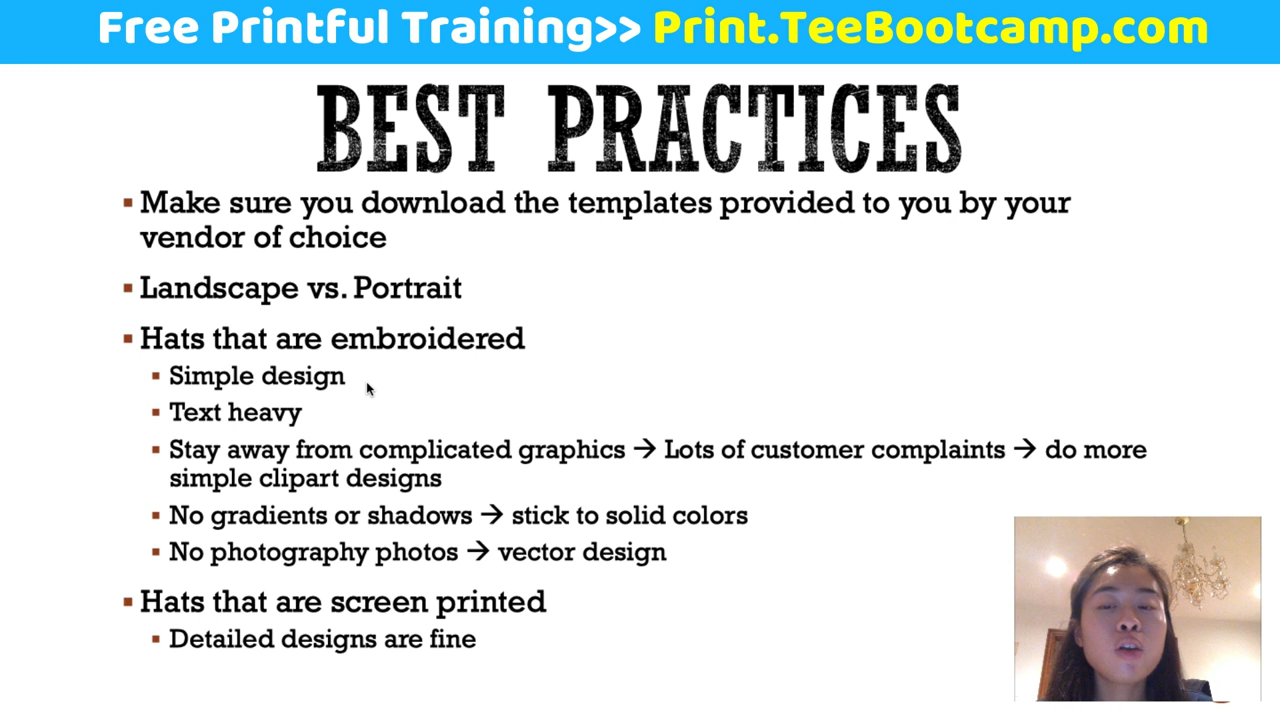 Free Printful Training>> Print.TeeBootcamp.com
BEST PRACTICES
▪ Make sure you download the templates provided to you by your
vendor of choice
▪ Landscape vs. Portrait
▪ Hats that are embroidered
▪ Simple design
▪ Text heavy
▪ Stay away from complicated graphics → Lots of customer complaints → do more
simple clipart designs
▪ No gradients or shadows → stick to solid colors
▪ No photography photos → vector design
▪ Hats that are screen printed
▪ Detailed designs are fine